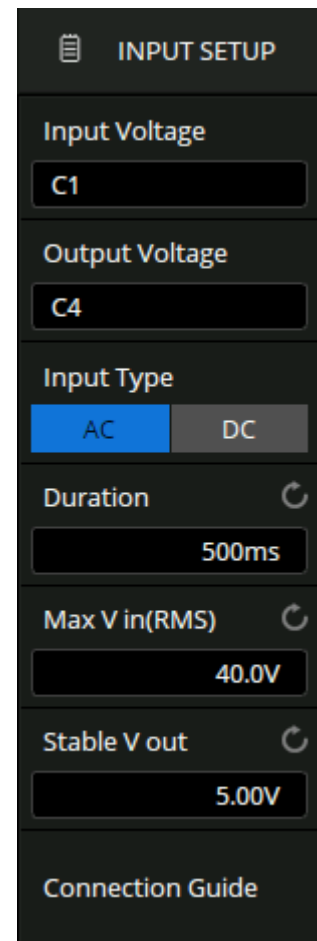 INPUT SETUP
Input Voltage
C1
Output Voltage
C4
Input Type
AC DC
Duration
500ms
Max V in(RMS)
40.0V
Stable V out
5.00V
Connection Guide